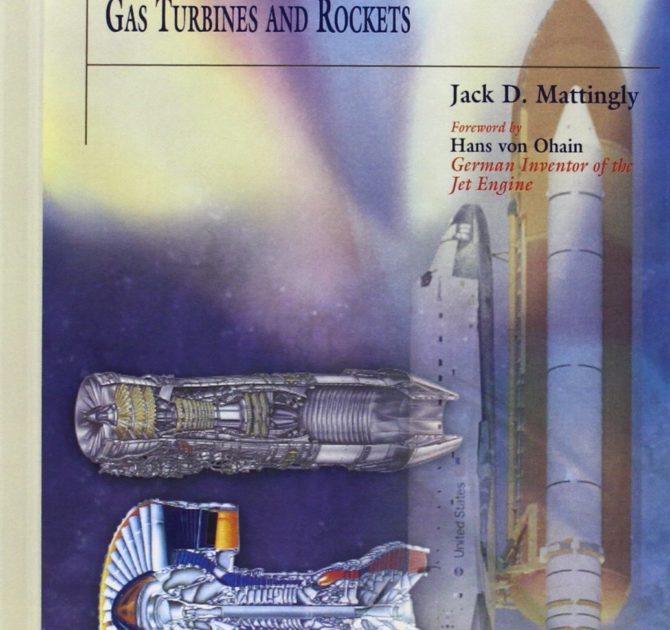 GAS TURBINES AND ROCKETS
Jack D. Mattingly
Foreword by
Hans von Ohain
German Inventor of the
Jet Engine
United States